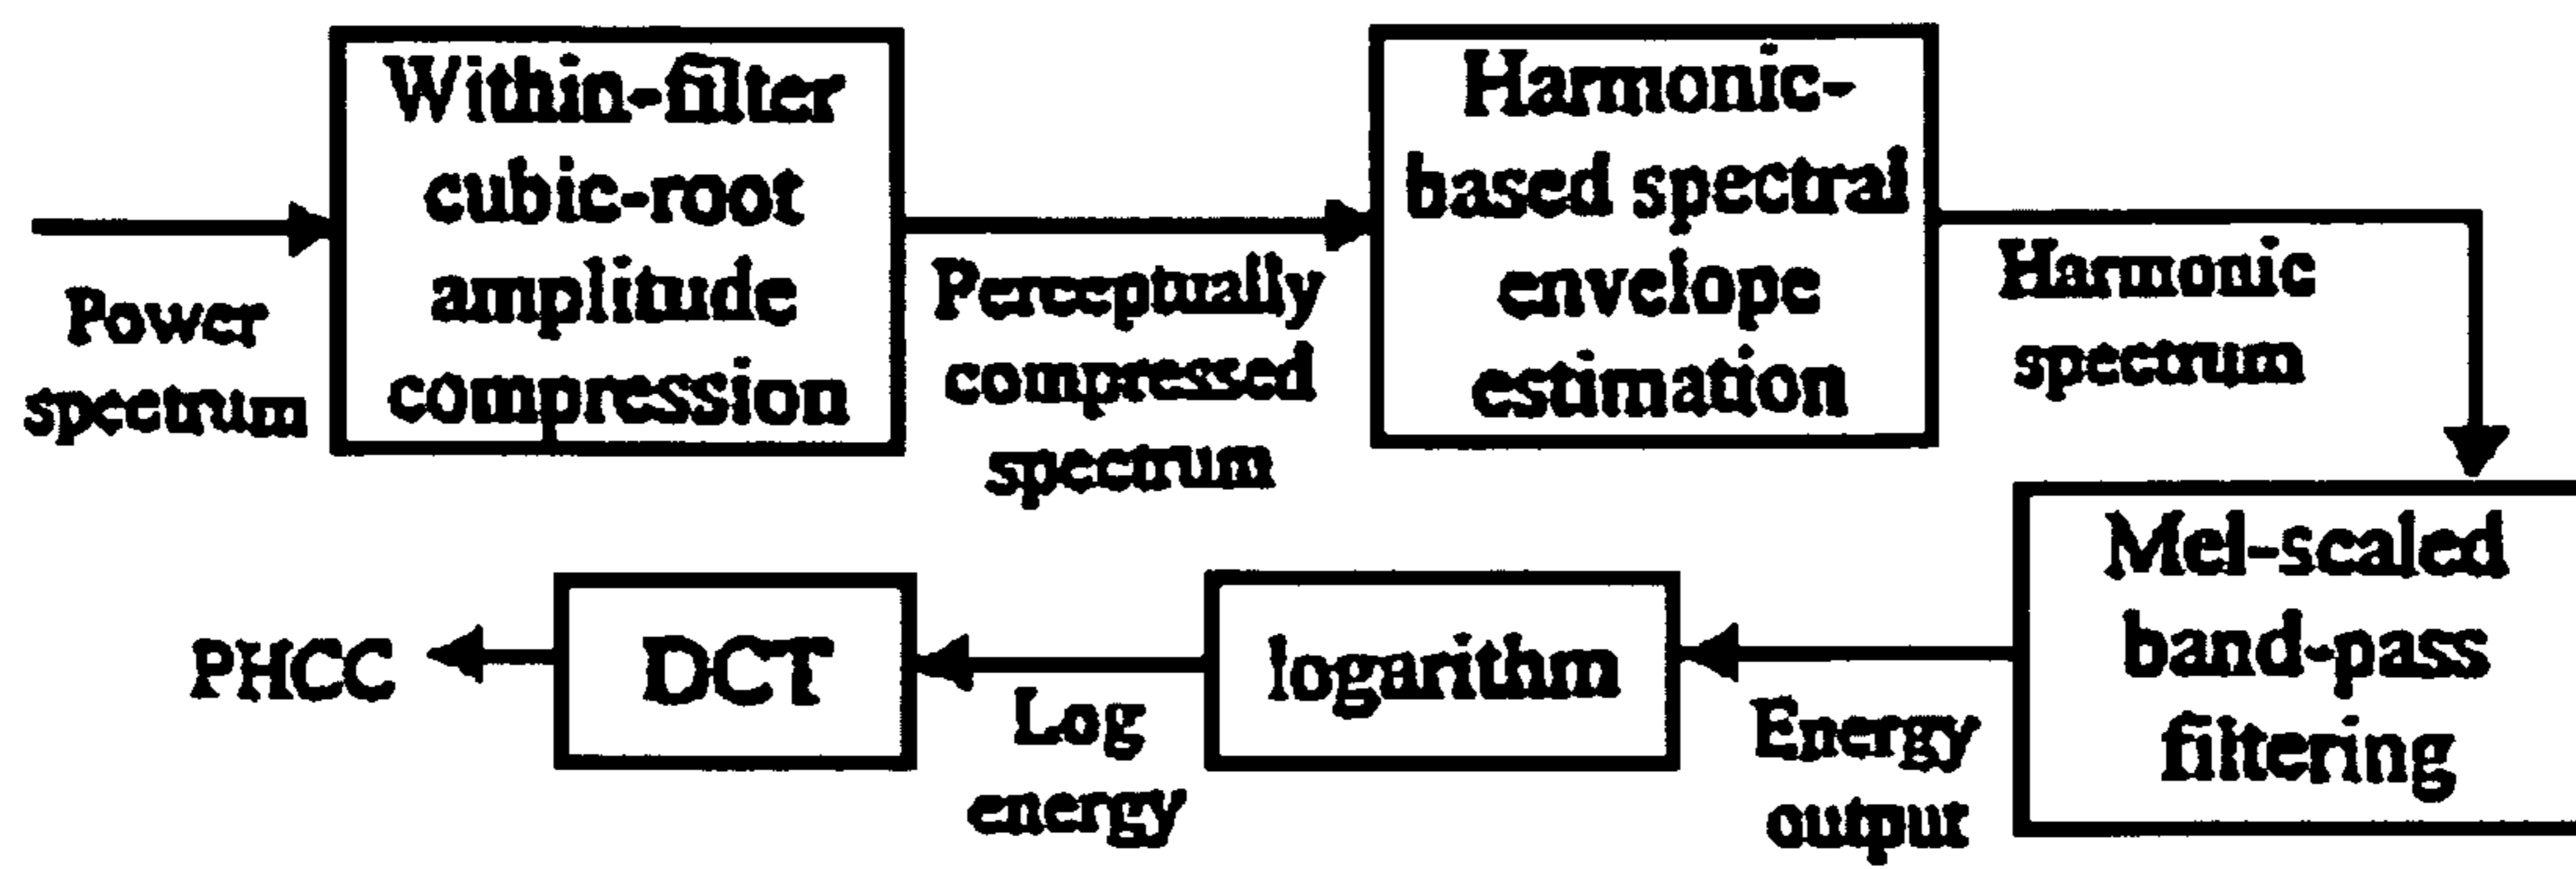 Within-filter
cubic-root
amplitude
compression
Power
spectrum
Perceptually
compressed
spectrum
Harmonic-
based spectral
envelope
estimation
Harmonic
spectrum
Mel-scaled
band-pass
filtering
Energy
output
logarithm
Log
energy
DCT
PHCC